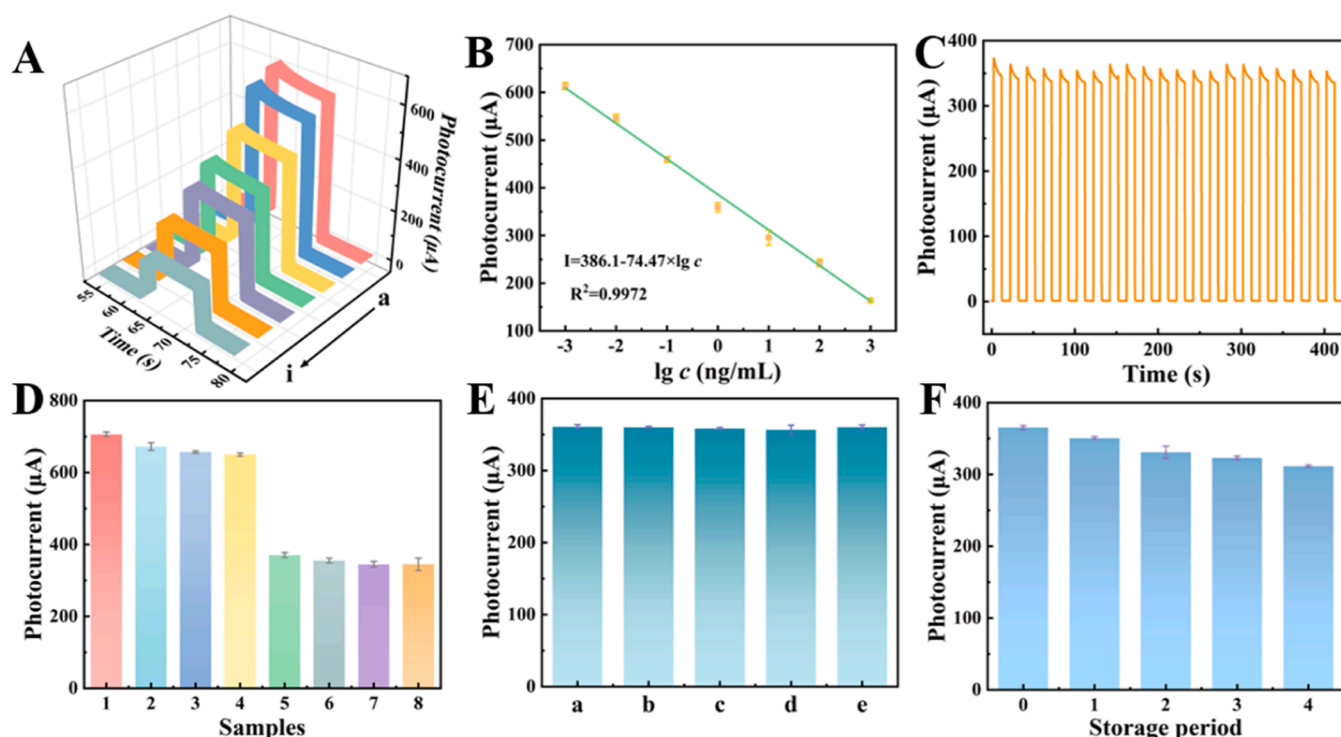 A
Photocurrent (μA)
600
400
200
0
55
60
65
70
75
80
Time (s)
a
i
B
Photocurrent (μA)
700
600
500
400
300
200
100
I=386.1-74.47×lg c
R²=0.9972
-3 -2 -1 0 1 2 3
lg c (ng/mL)
C
Photocurrent (μA)
400
300
200
100
0
0 100 200 300 400
Time (s)
D
Photocurrent (μA)
800
600
400
200
0
1 2 3 4 5 6 7 8
Samples
E
Photocurrent (μA)
400
300
200
100
0
a b c d e
F
Photocurrent (μA)
400
300
200
100
0
0 1 2 3 4
Storage period